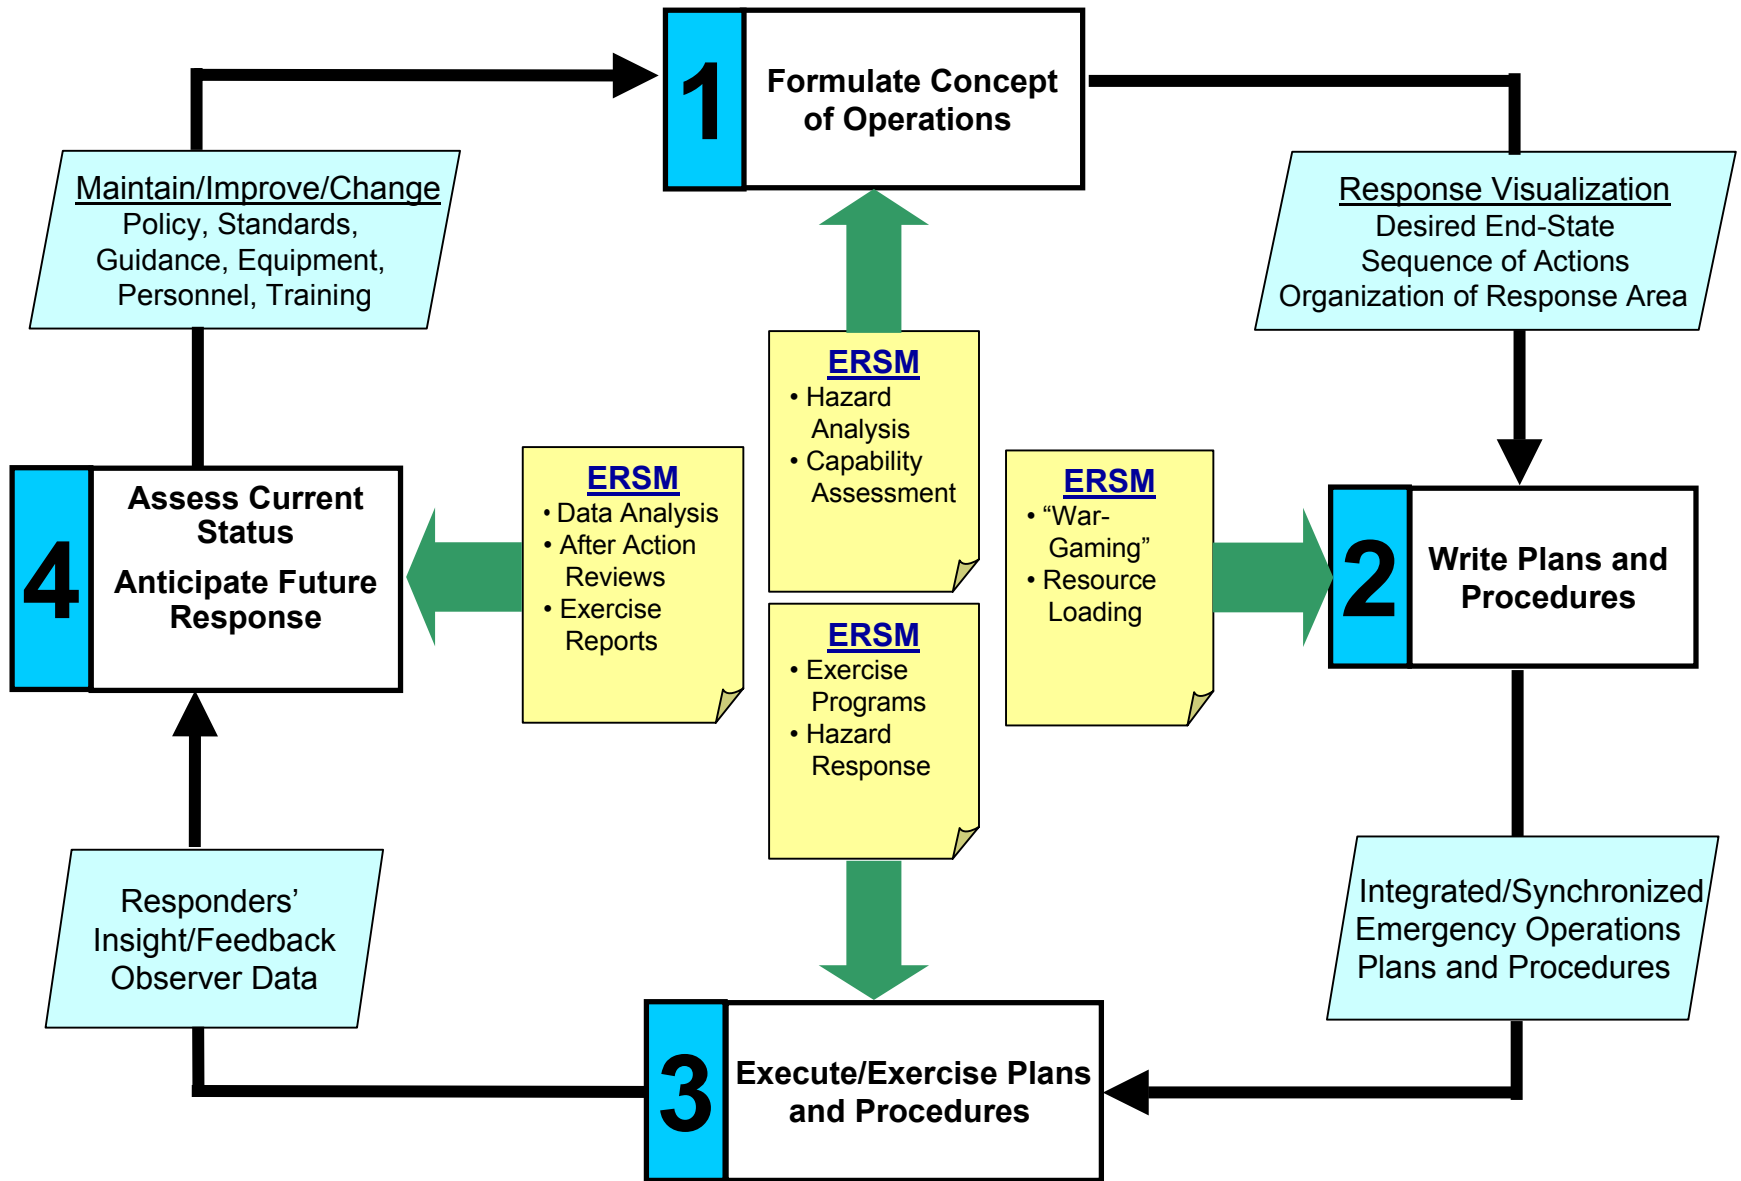 1
Formulate Concept
of Operations
Maintain/Improve/Change
Policy, Standards,
Guidance, Equipment,
Personnel, Training
Response Visualization
Desired End-State
Sequence of Actions
Organization of Response Area
ERSM
• Hazard
Analysis
• Capability
Assessment
4
Assess Current
Status
Anticipate Future
Response
ERSM
• Data Analysis
• After Action
Reviews
• Exercise
Reports
ERSM
• “War-
Gaming”
• Resource
Loading
2
Write Plans and
Procedures
ERSM
• Exercise
Programs
• Hazard
Response
Responders’
Insight/Feedback
Observer Data
Integrated/Synchronized
Emergency Operations
Plans and Procedures
3
Execute/Exercise Plans
and Procedures